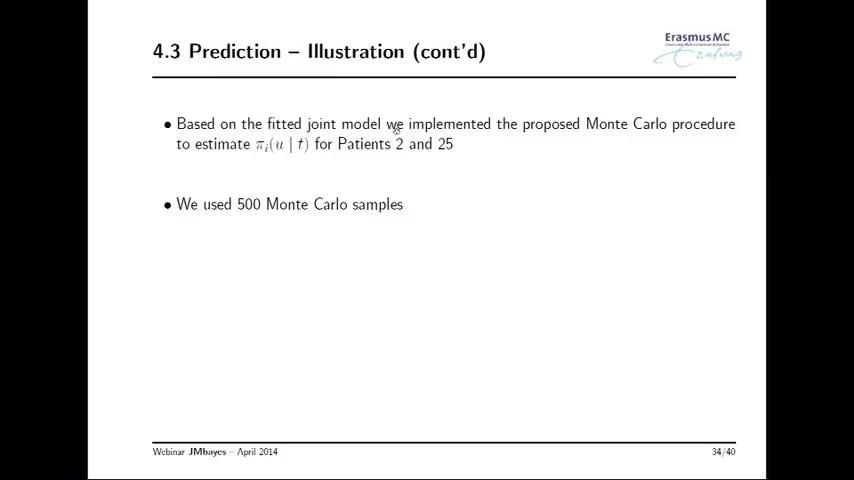 4.3 Prediction – Illustration (cont'd)
Erasmus MC
• Based on the fitted joint model we implemented the proposed Monte Carlo procedure
to estimate πi(u | t) for Patients 2 and 25
• We used 500 Monte Carlo samples
Webinar JMbayes – April 2014
34/40